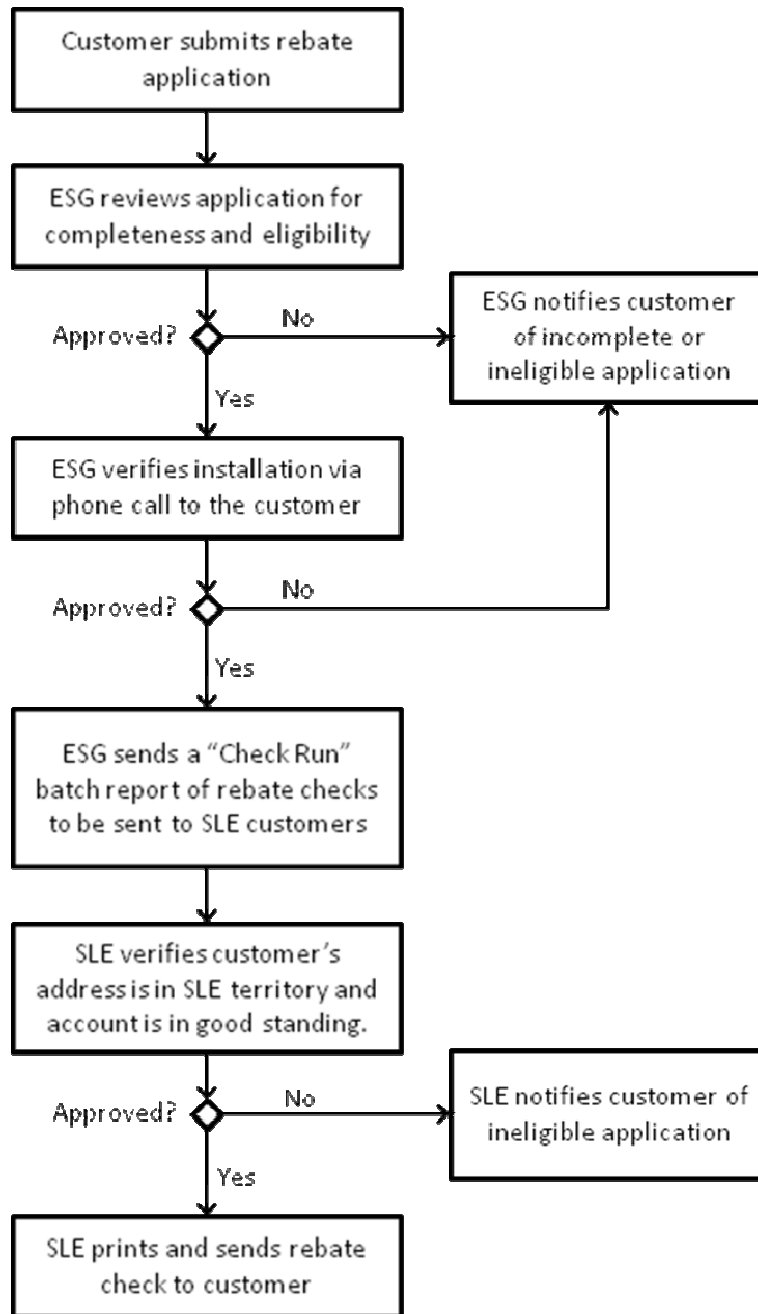 Customer submits rebate
application
ESG reviews application for
completeness and eligibility
Approved?
No
ESG notifies customer
of incomplete or
ineligible application
Yes
ESG verifies installation via
phone call to the customer
Approved?
No
Yes
ESG sends a “Check Run”
batch report of rebate checks
to be sent to SLE customers
SLE verifies customer’s
address is in SLE territory and
account is in good standing.
Approved?
No
SLE notifies customer of
ineligible application
Yes
SLE prints and sends rebate
check to customer